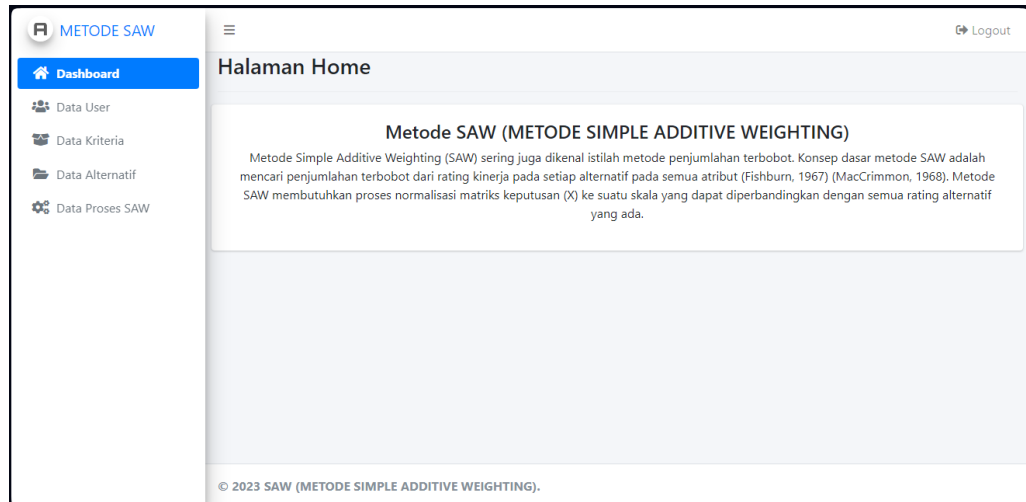 METODE SAW
Logout
Dashboard
Data User
Data Kriteria
Data Alternatif
Data Proses SAW
Halaman Home
Metode SAW (METODE SIMPLE ADDITIVE WEIGHTING)
Metode Simple Additive Weighting (SAW) sering juga dikenal istilah metode penjumlahan terbobot. Konsep dasar metode SAW adalah
mencari penjumlahan terbobot dari rating kinerja pada setiap alternatif pada semua atribut (Fishburn, 1967) (MacCrimmon, 1968). Metode
SAW membutuhkan proses normalisasi matriks keputusan (X) ke suatu skala yang dapat diperbandingkan dengan semua rating alternatif
yang ada.
© 2023 SAW (METODE SIMPLE ADDITIVE WEIGHTING).